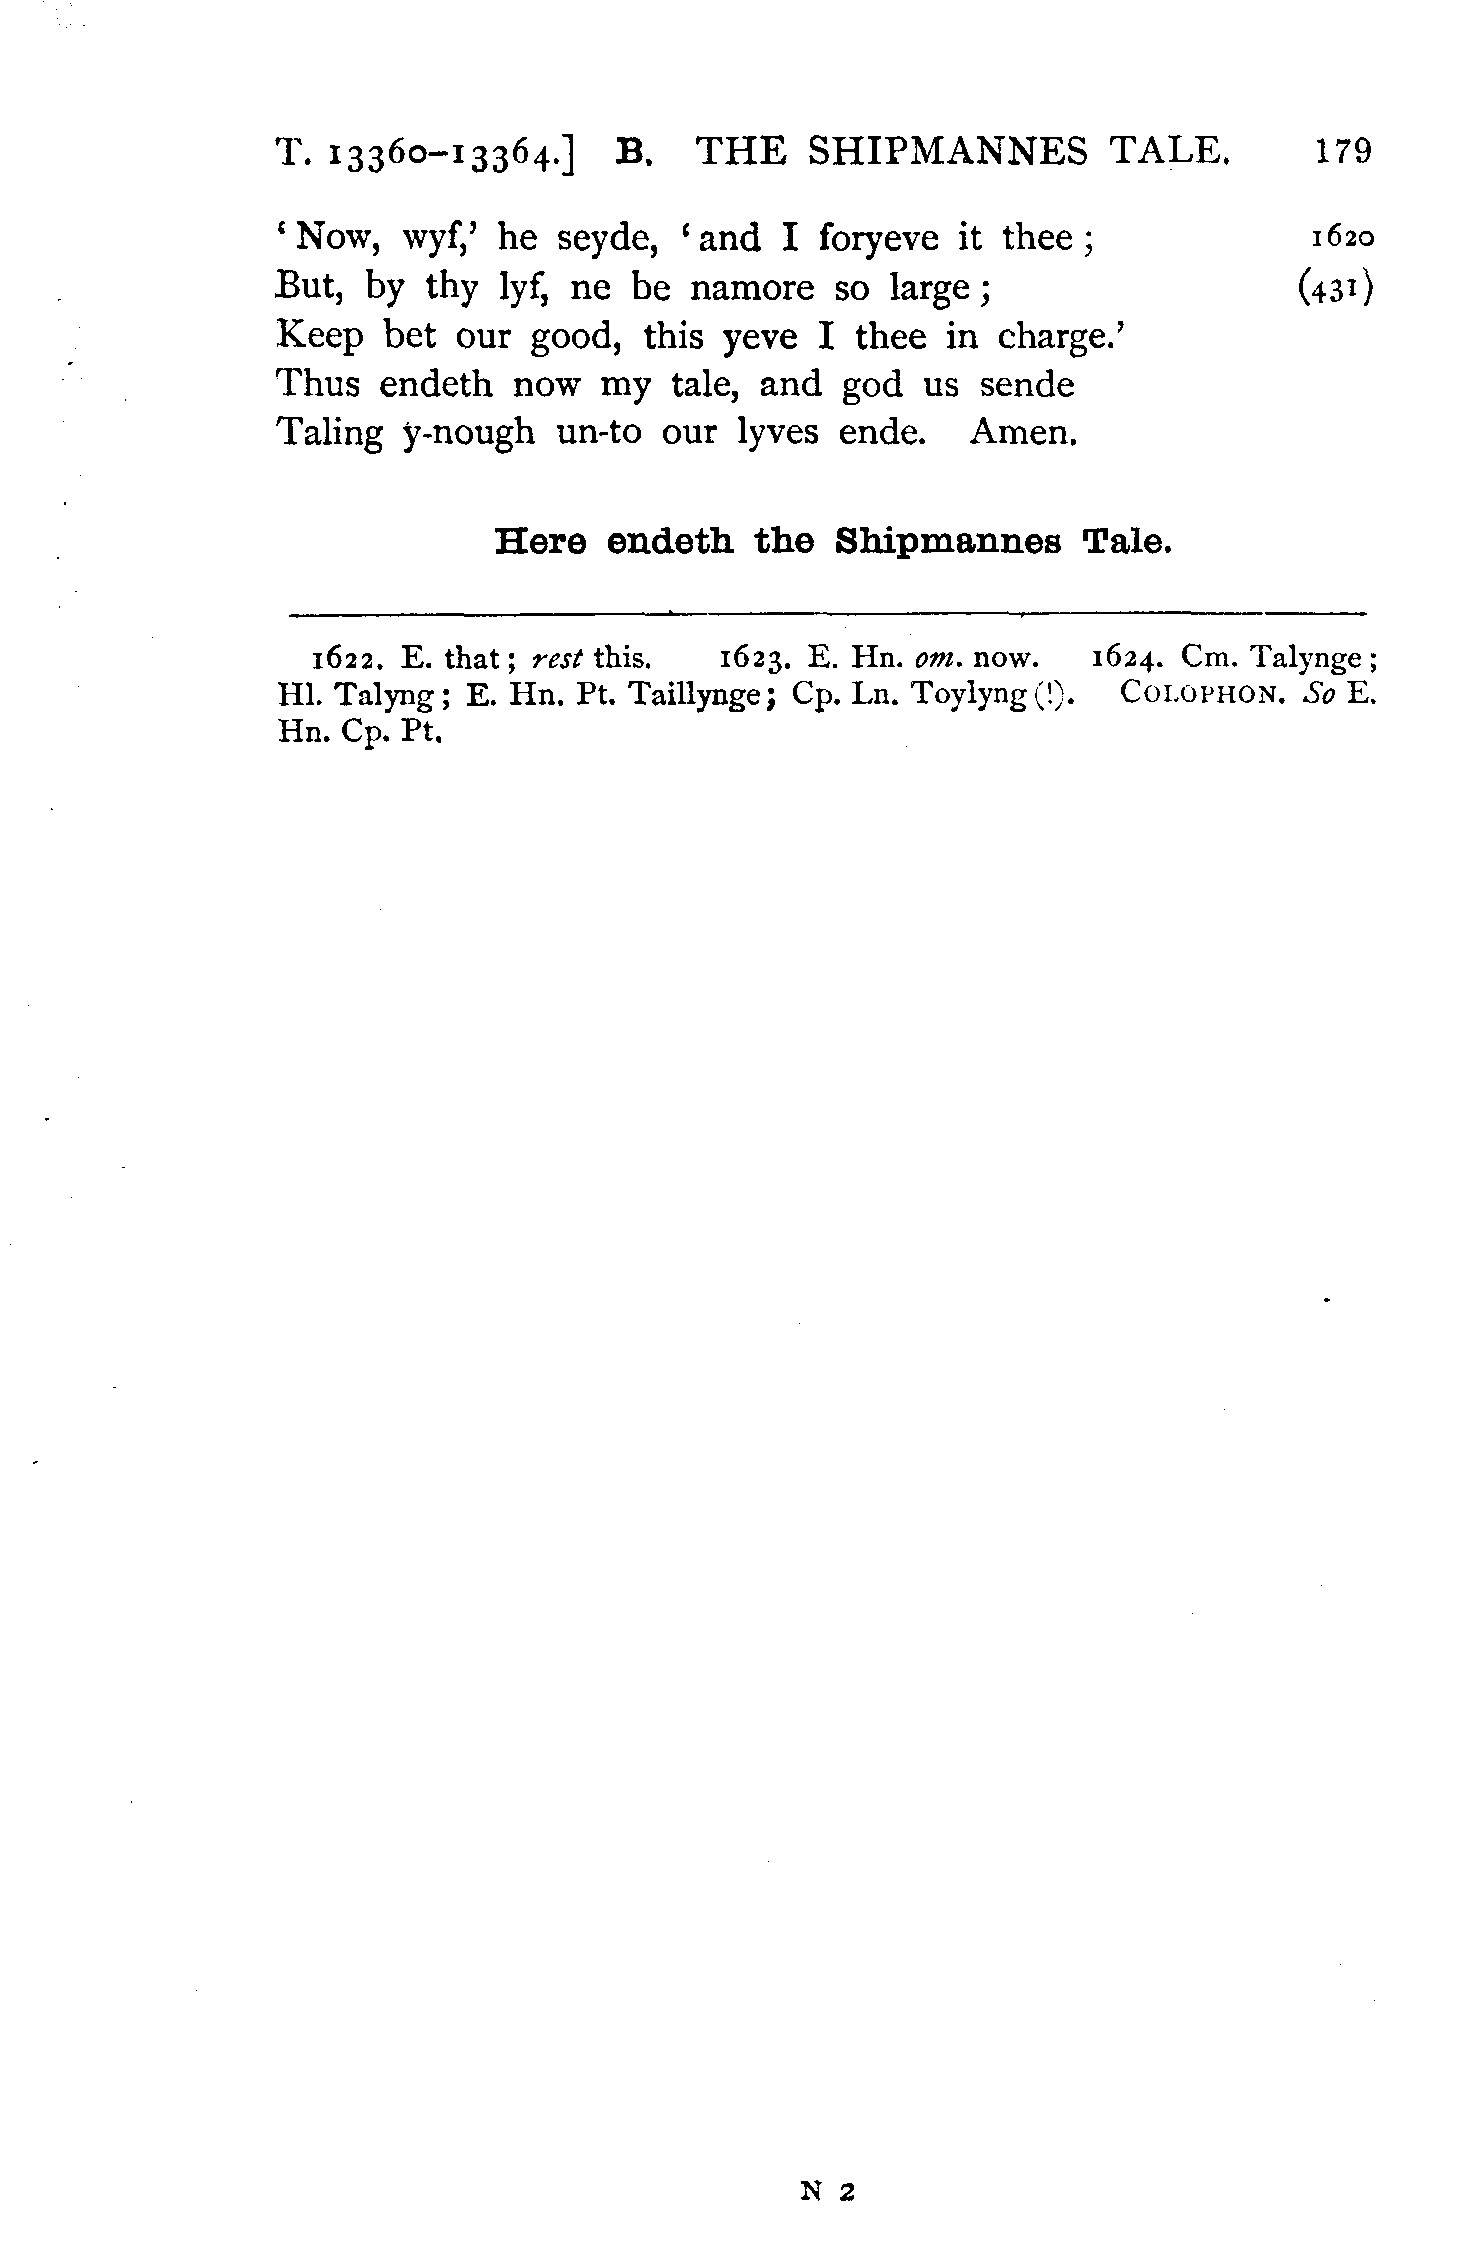 T. 13360–13364.] B. THE SHIPMANNES TALE. 179
‘Now, wyf,’ he seyde, ‘and I foryeve it thee; 1620
But, by thy lyf, ne be namore so large; (431)
Keep bet our good, this yeve I thee in charge.’
Thus endeth now my tale, and god us sende
Taling y-nough un-to our lyves ende. Amen.
Here endeth the Shipmannes Tale.
1622. E. that; rest this. 1623. E. Hn. om. now. 1624. Cm. Talynge;
Hl. Talyng; E. Hn. Pt. Taillynge; Cp. Ln. Toylyng(!). COLOPHON. So E.
Hn. Cp. Pt.
N 2